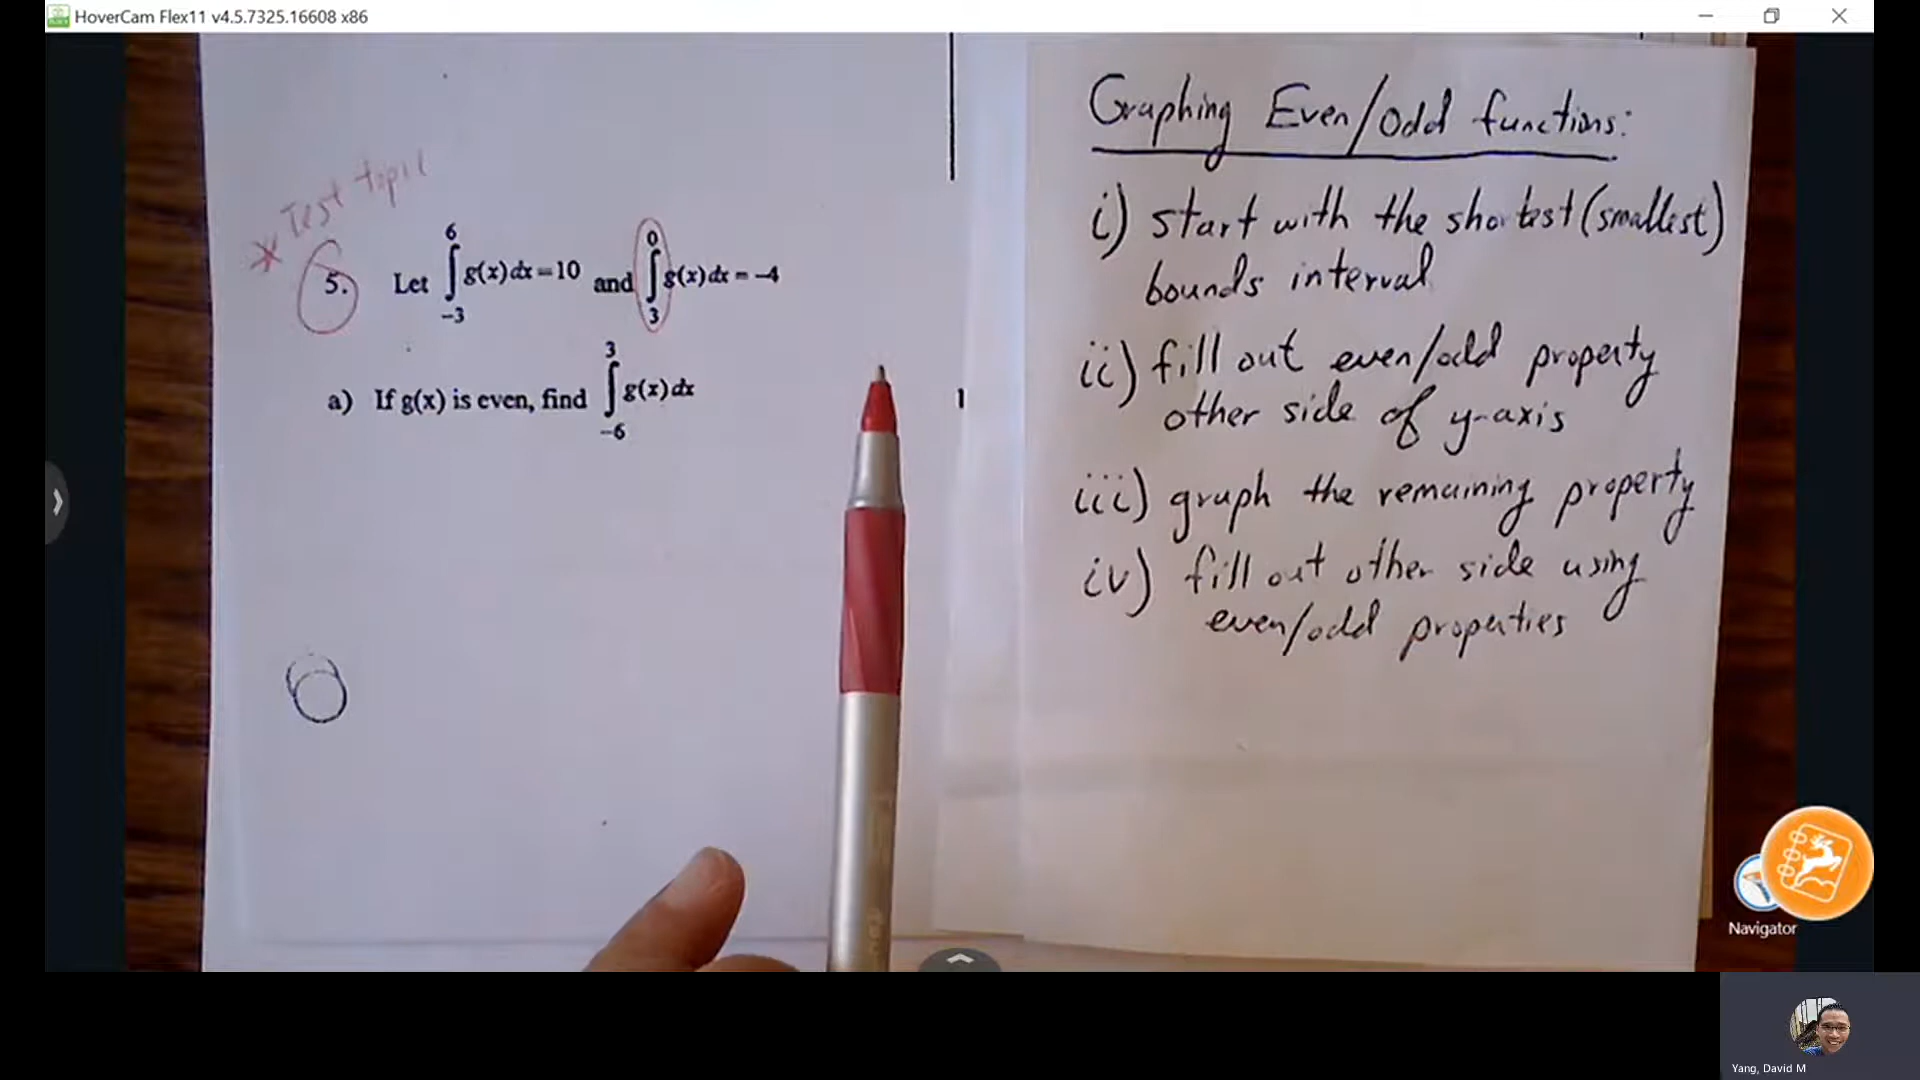 HoverCam Flex11 v4.5.7325.16608 x86
* Test topic
5. Let ∫_{-3}^{6} g(x) dx = 10 and ∫_{3}^{0} g(x) dx = -4
a) If g(x) is even, find ∫_{-6}^{3} g(x) dx
1
Graphing Even/Odd functions:
i) start with the shortest (smallest)
bounds interval
ii) fill out even/odd property
other side of y-axis
iii) graph the remaining property
iv) fill out other side using
even/odd properties
Navigator
Yang, David M